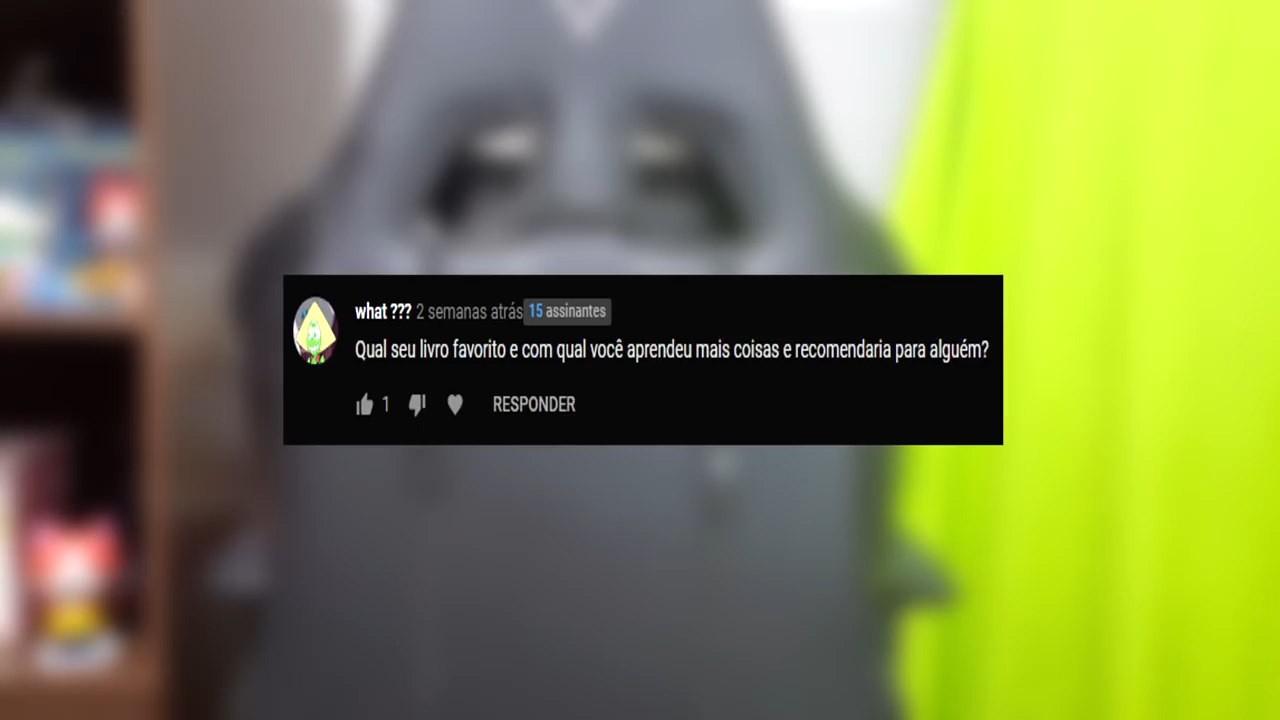 what ??? 2 semanas atrás 15 assinantes
Qual seu livro favorito e com qual você aprendeu mais coisas e recomendaria para alguém?
1 RESPONDER